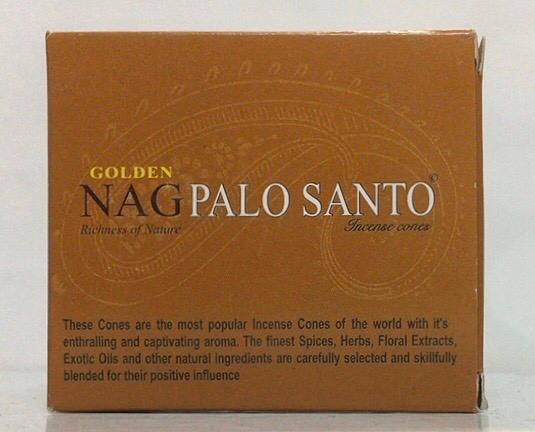 GOLDEN
NAG PALO SANTO©
Richness of Nature Incense cones
These Cones are the most popular Incense Cones of the world with it's
enthralling and captivating aroma. The finest Spices, Herbs, Floral Extracts,
Exotic Oils and other natural ingredients are carefully selected and skillfully
blended for their positive influence